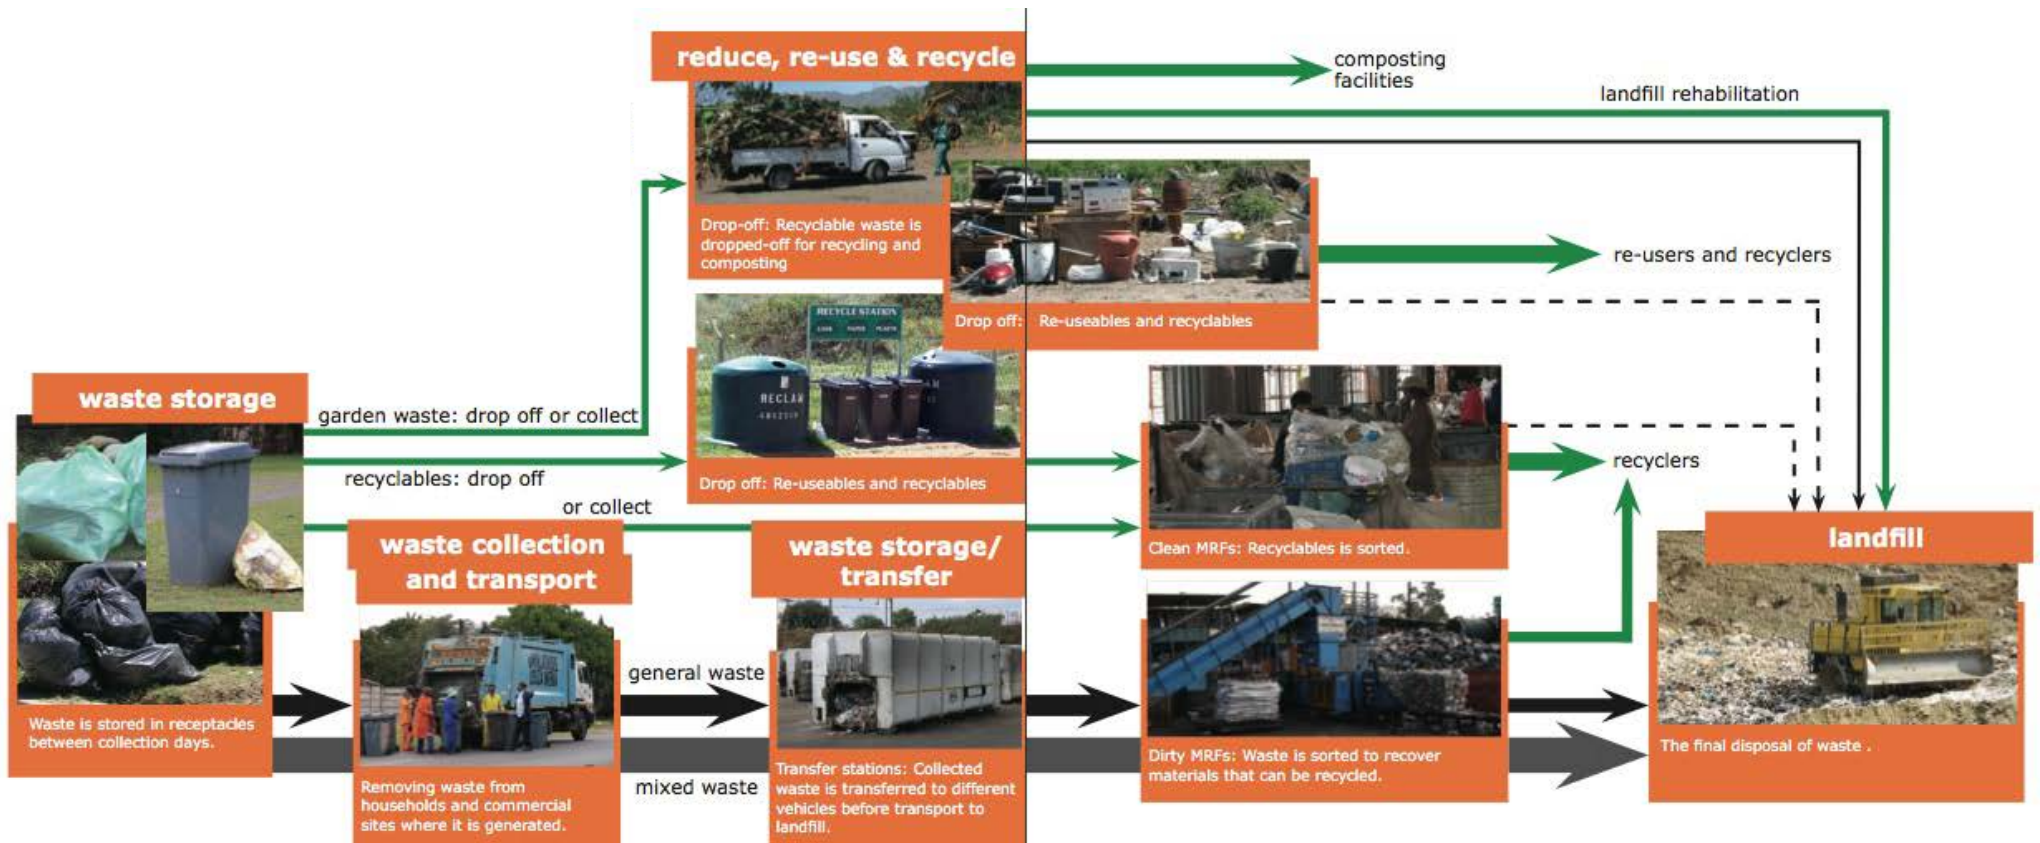 reduce, re-use & recycle
composting
facilities
landfill rehabilitation
Drop-off: Recyclable waste is
dropped-off for recycling and
composting
re-users and recyclers
Drop off: Re-useables and recyclables
RECYCLE STATION
RECLAM
Drop off: Re-useables and recyclables
waste storage
garden waste: drop off or collect
recyclables: drop off
or collect
recyclers
Clean MRFs: Recyclables is sorted.
waste collection
and transport
waste storage/
transfer
landfill
general waste
Waste is stored in receptacles
between collection days.
mixed waste
Removing waste from
households and commercial
sites where it is generated.
Transfer stations: Collected
waste is transferred to different
vehicles before transport to
landfill.
Dirty MRFs: Waste is sorted to recover
materials that can be recycled.
The final disposal of waste .